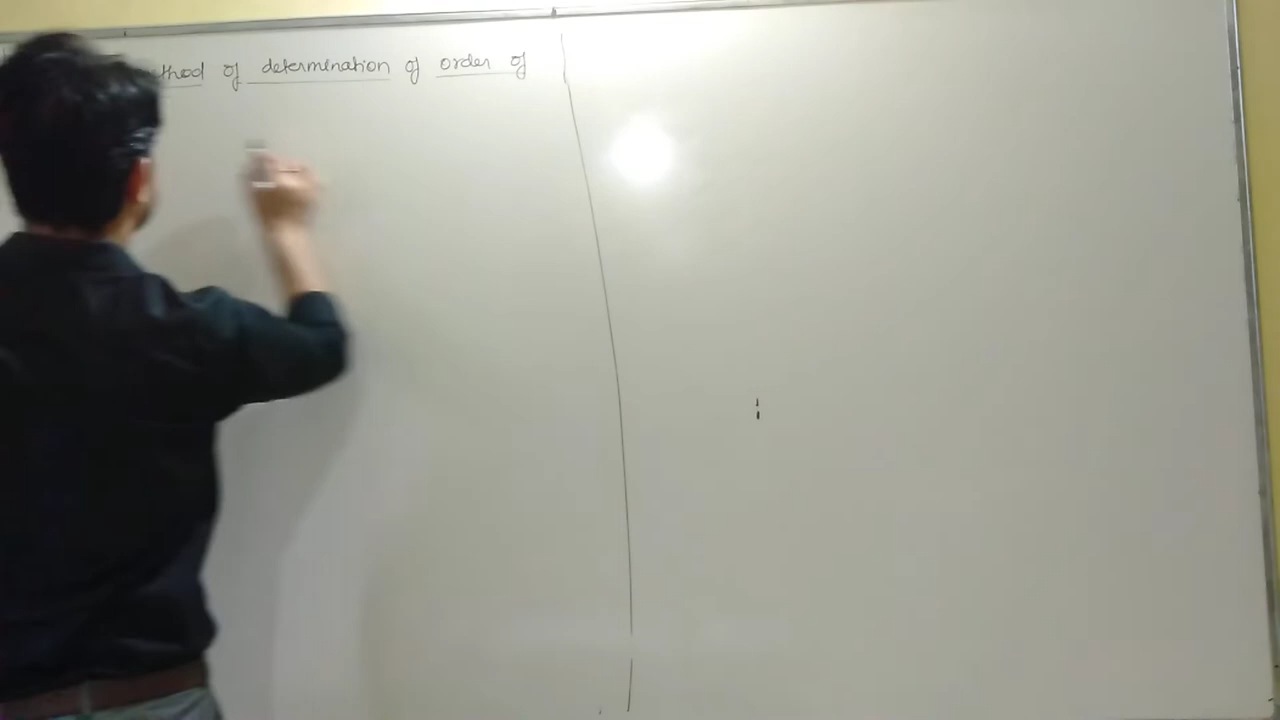 thod of determination of order of